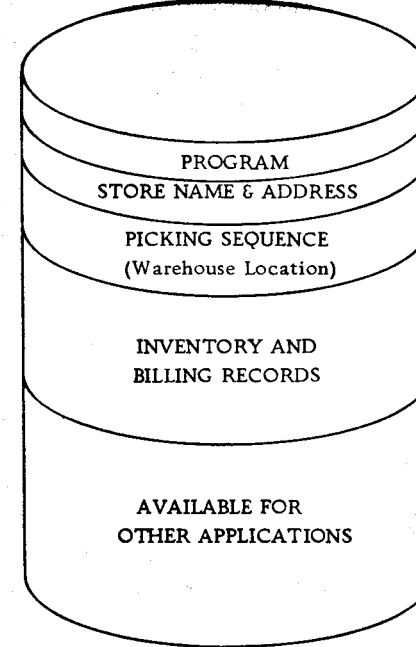 PROGRAM
STORE NAME & ADDRESS
PICKING SEQUENCE
(Warehouse Location)
INVENTORY AND
BILLING RECORDS
AVAILABLE FOR
OTHER APPLICATIONS